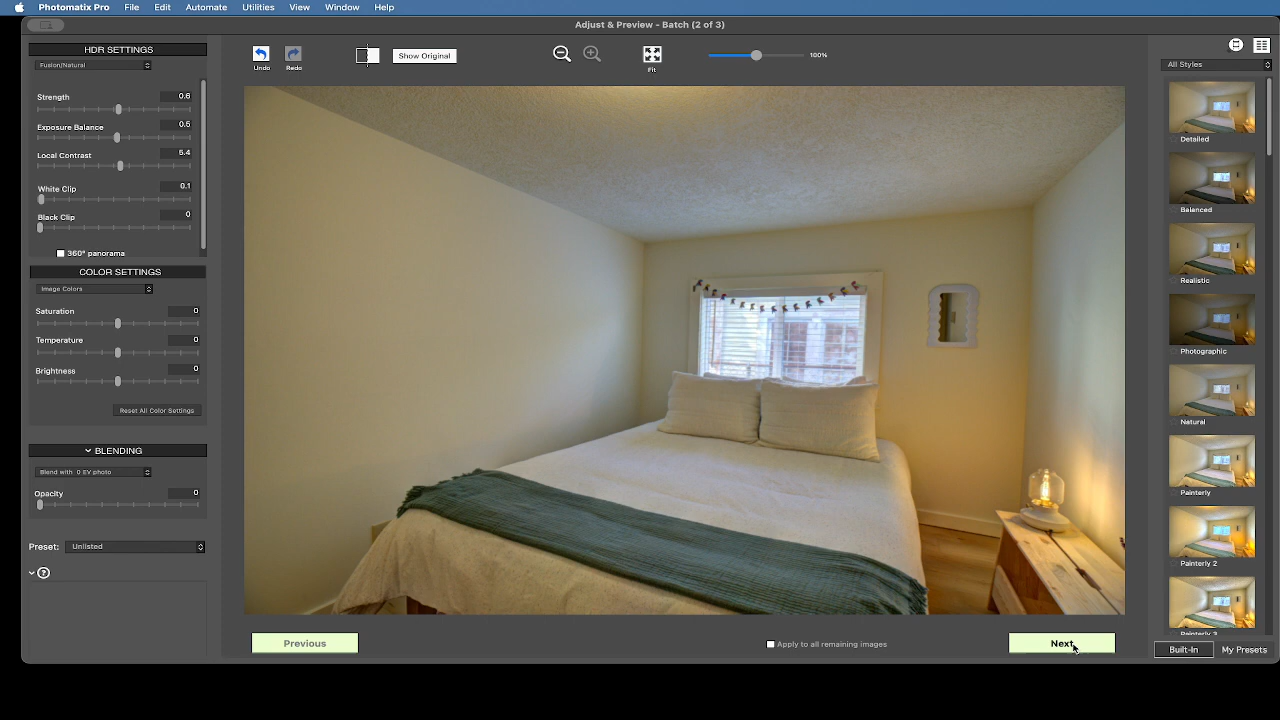 Photomatix Pro File Edit Automate Utilities View Window Help
Adjust & Preview - Batch (2 of 3)
HDR SETTINGS
Fusion/Natural
Strength 0.6
Exposure Balance 0.5
Local Contrast 5.4
White Clip 0.1
Black Clip 0
360° panorama
COLOR SETTINGS
Image Colors
Saturation 0
Temperature 0
Brightness 0
Reset All Color Settings
BLENDING
Blend with 0 EV photo
Opacity 0
Preset: Unlisted
?
Undo
Redo
Show Original
Fit
100%
Previous
Apply to all remaining images
Next
All Styles
Detailed
Balanced
Realistic
Photographic
Natural
Painterly
Painterly 2
Painterly 3
Built-In
My Presets